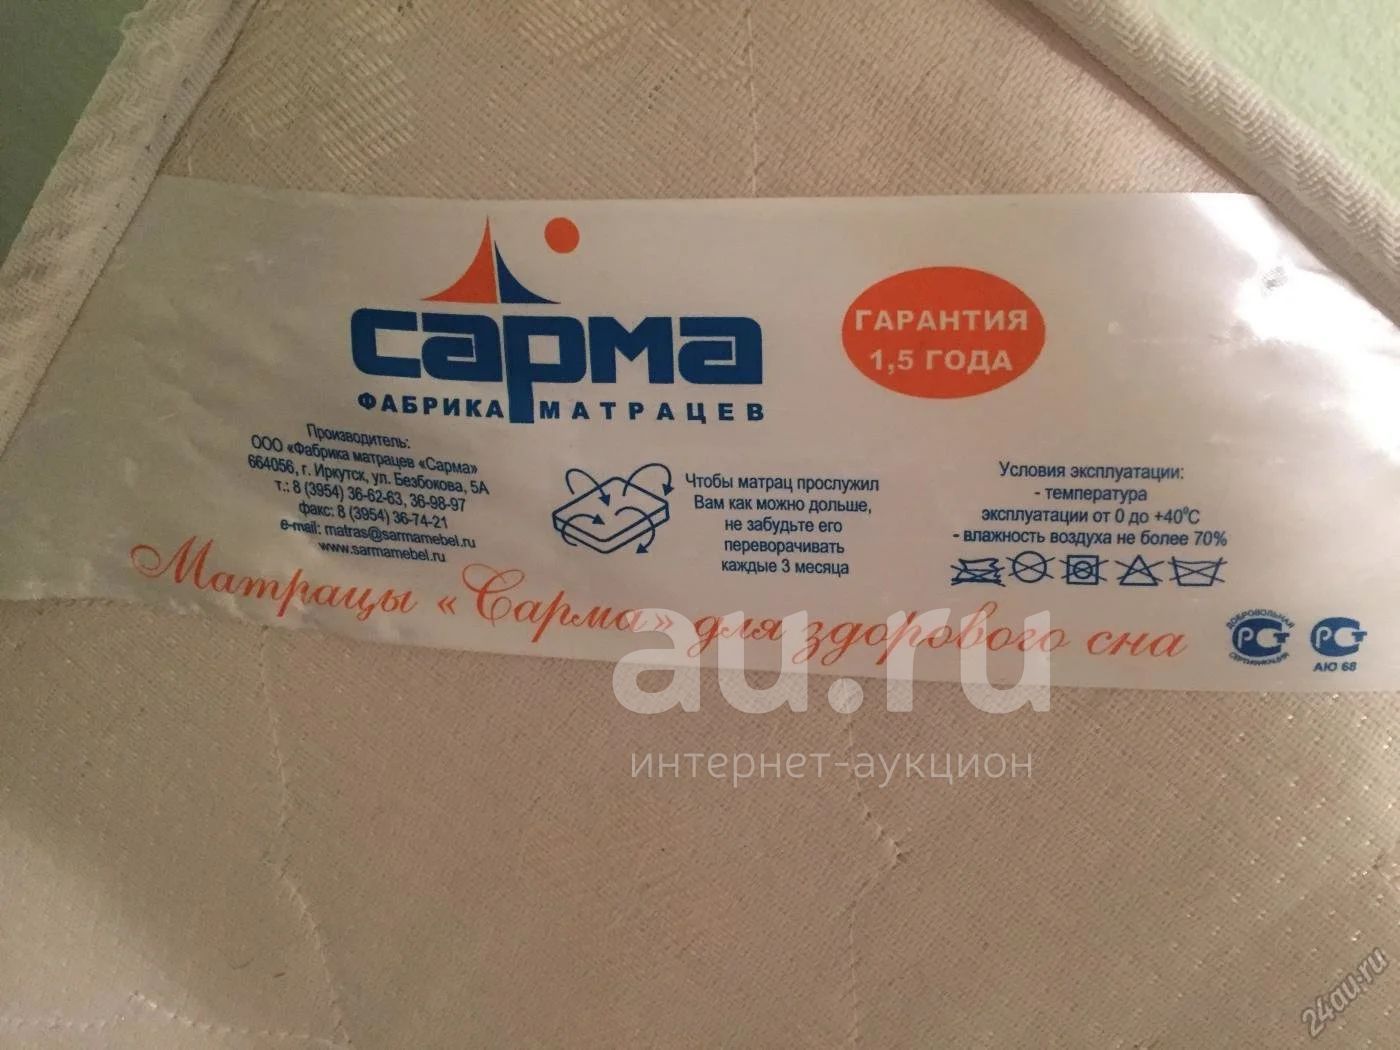 сарма
ФАБРИКА МАТРАЦЕВ
ГАРАНТИЯ
1,5 ГОДА
Производитель:
ООО «Фабрика матрацев «Сарма»
664056, г. Иркутск, ул. Безбокова, 5А
т.: 8 (3954) 36-62-63, 36-98-97
факс: 8 (3954) 36-74-21
e-mail: matras@sarmamebel.ru
www.sarmamebel.ru
Чтобы матрац прослужил
Вам как можно дольше,
не забудьте его
переворачивать
каждые 3 месяца
Условия эксплуатации:
- температура
эксплуатации от 0 до +40°С
- влажность воздуха не более 70%
Матрацы «Сарма» для здорового сна
ДОБРОВОЛЬНАЯ
РСТ
СЕРТИФИКАЦИЯ
РСТ
АЮ 68
au.ru
интернет-аукцион
24au.ru